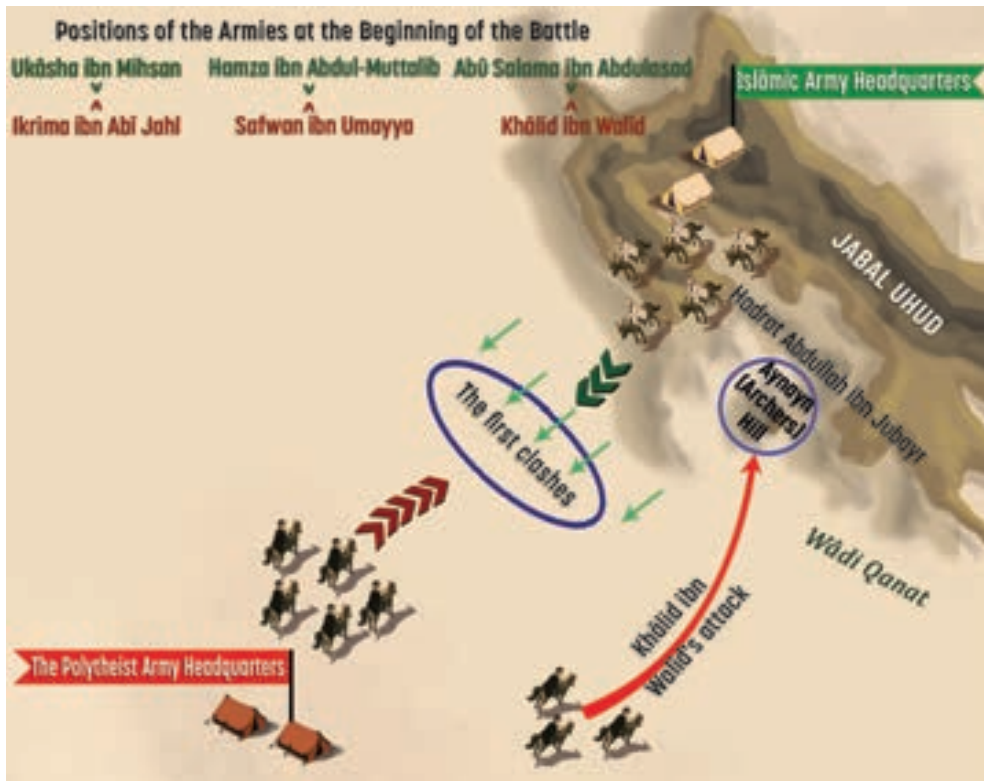 Positions of the Armies at the Beginning of the Battle
Ukâsha ibn Mihsan
Hamza ibn Abdul-Muttalib
Abû Salama ibn Abdulasad
Ikrima ibn Abî Jahl
Safwan ibn Umayya
Khâlid ibn Walid
Islâmic Army Headquarters
JABAL UHUD
Hadrat Abdullah ibn Jubayr
Aynayn
(Archers)
Hill
The first clashes
Wâdi Qanat
Khâlid ibn
Walid's attack
The Polytheist Army Headquarters